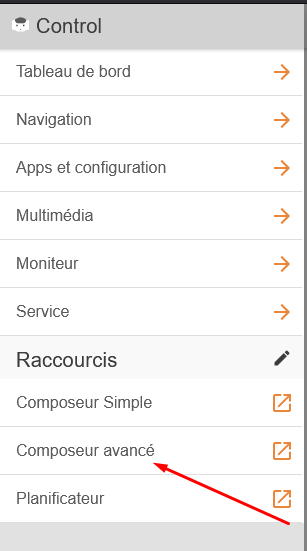 Control
Tableau de bord
Navigation
Apps et configuration
Multimédia
Moniteur
Service
Raccourcis
Composeur Simple
Composeur avancé
Planificateur